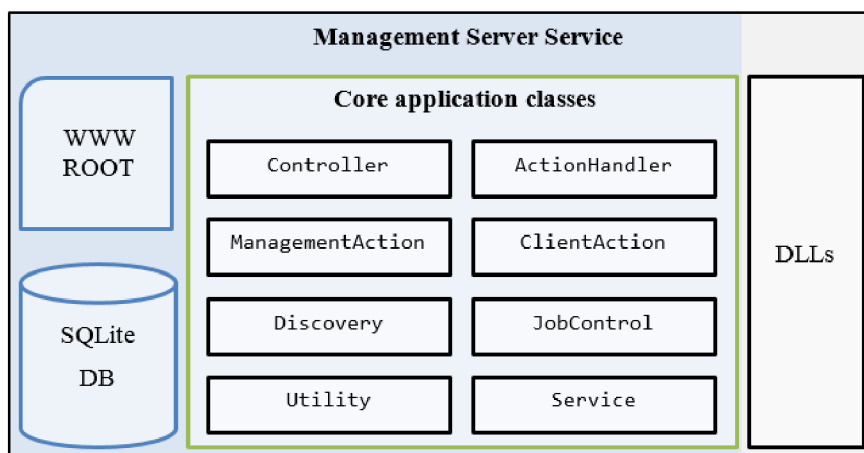 Management Server Service
WWW
ROOT
Core application classes
Controller
ActionHandler
ManagementAction
ClientAction
Discovery
JobControl
Utility
Service
SQLite
DB
DLLs